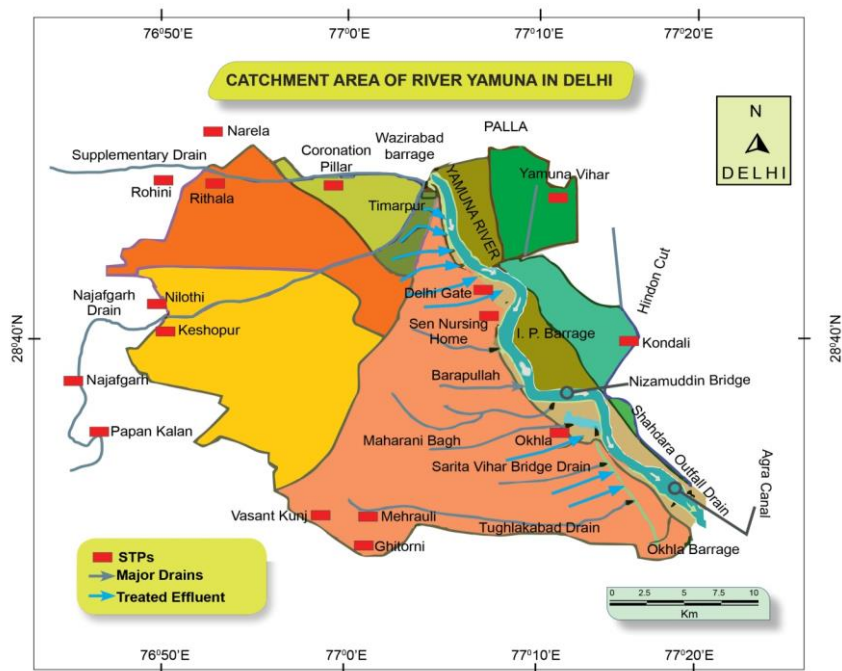 76°50'E
77°0'E
77°10'E
77°20'E
CATCHMENT AREA OF RIVER YAMUNA IN DELHI
N
DELHI
Narela
Supplementary Drain
Rohini
Rithala
Coronation
Pillar
Wazirabad
barrage
PALLA
Yamuna Vihar
Timarpur
YAMUNA RIVER
Hindon Cut
Najafgarh
Drain
Nilothi
Keshopur
Delhi Gate
Sen Nursing
Home
I. P. Barrage
Kondali
28°40'N
28°40'N
Najafgarh
Barapullah
Nizamuddin Bridge
Papan Kalan
Maharani Bagh
Okhla
Shahdara Outfall Drain
Sarita Vihar Bridge Drain
Agra Canal
Vasant Kunj
Mehraull
Tughlakabad Drain
Ghitorni
Okhla Barrage
STPs
Major Drains
Treated Effluent
0 2.5 5 7.5 10
Km
76°50'E
77°0'E
77°10'E
77°20'E